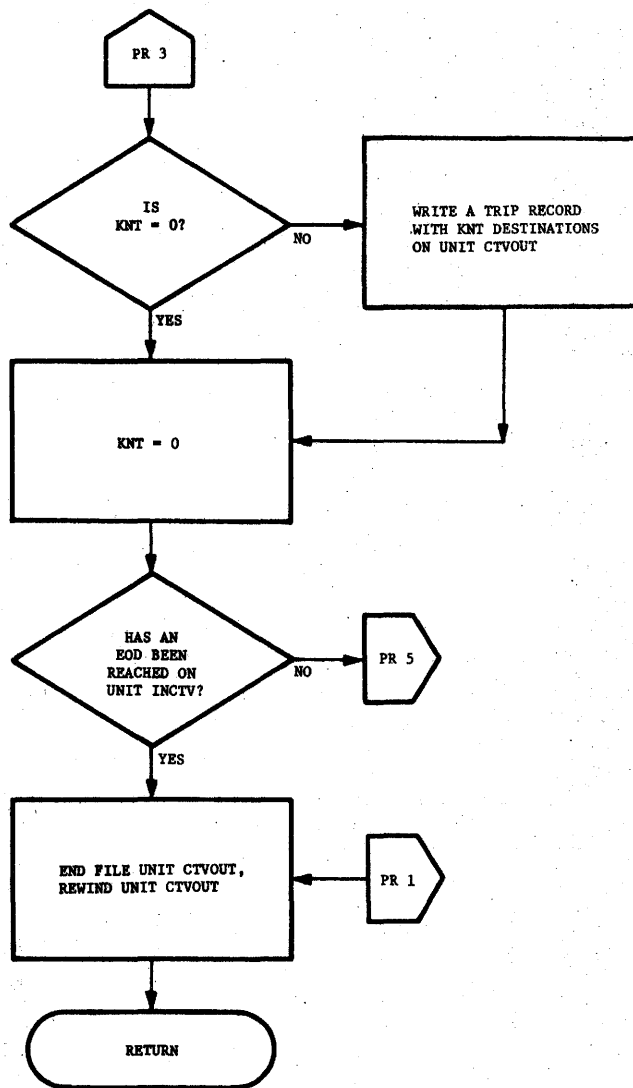 PR 3
IS
KNT = 0?
NO
WRITE A TRIP RECORD
WITH KNT DESTINATIONS
ON UNIT CTVOUT
YES
KNT = 0
HAS AN
EOD BEEN
REACHED ON
UNIT INCTV?
NO
PR 5
YES
END FILE UNIT CTVOUT,
REWIND UNIT CTVOUT
PR 1
RETURN